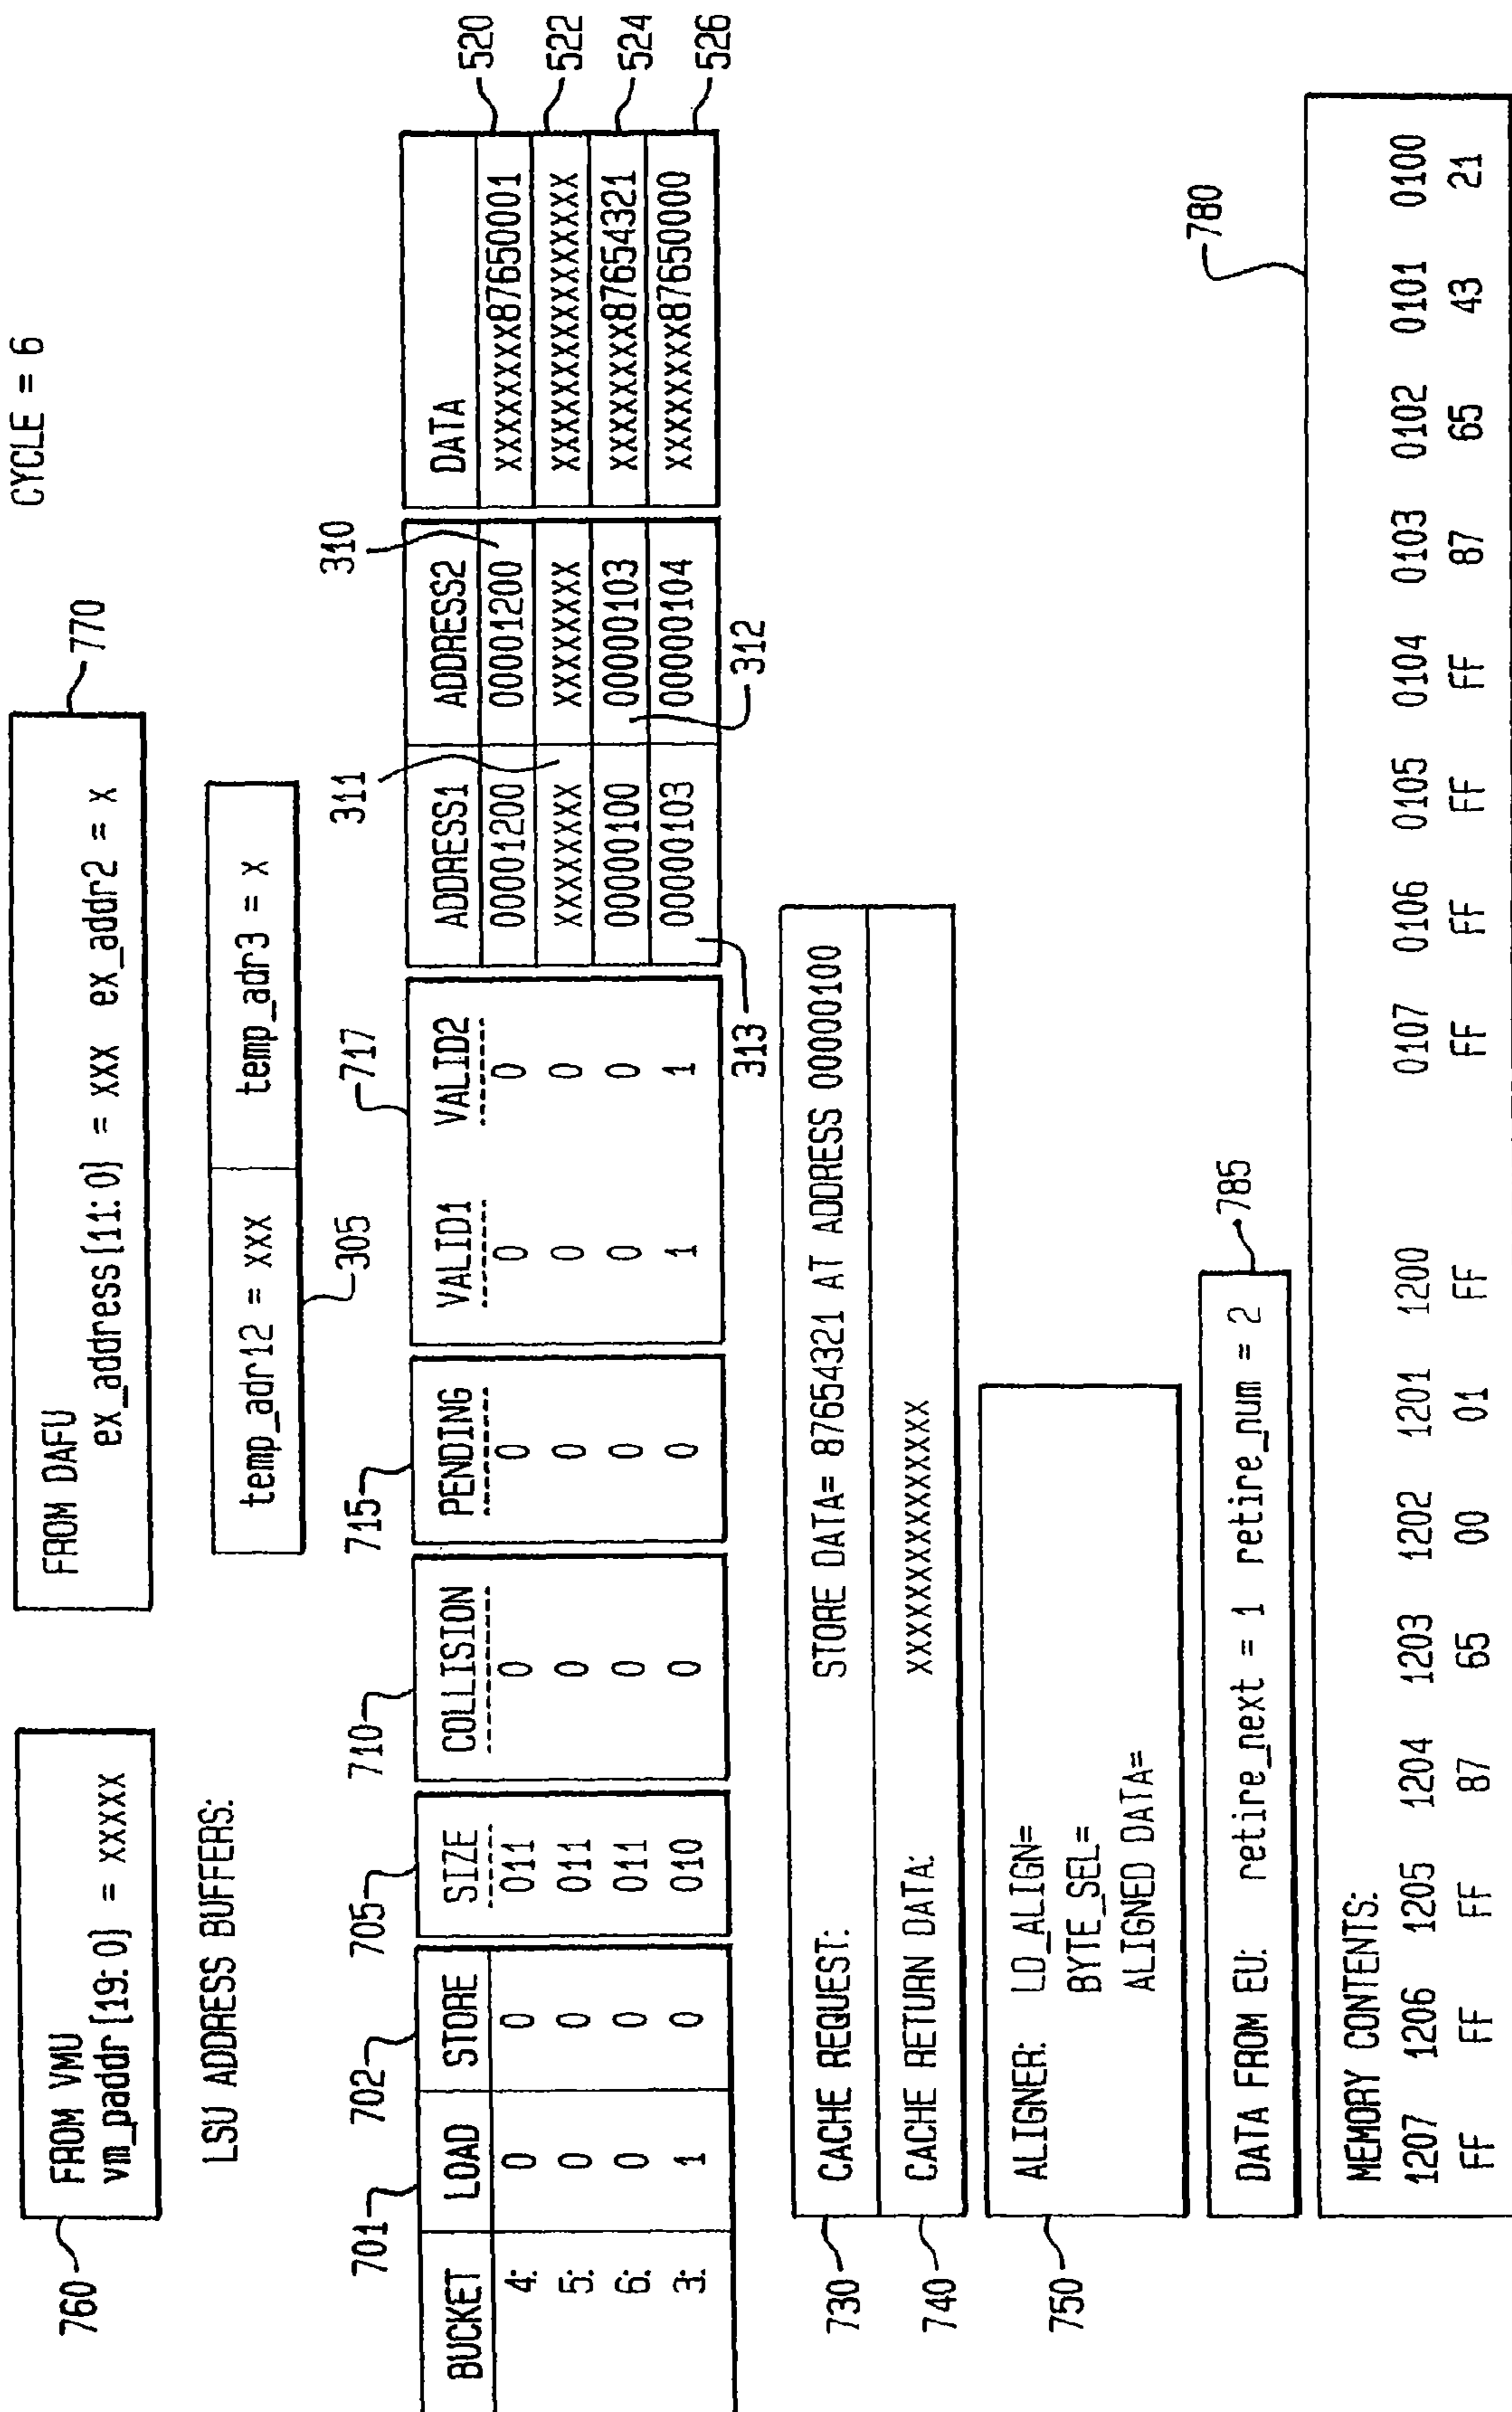 CYCLE = 6
FROM VMU
vm_paddr [19:0] = XXXXX
760
FROM DAFU
ex_address[11:0] = XXX ex_addr2 = X
770
LSU ADDRESS BUFFERS:
temp_adr12 = XXX temp_adr3 = X
305
701 702 705 710 715 717 311 310
BUCKET LOAD STORE SIZE COLLISION PENDING VALID1 VALID2 ADDRESS1 ADDRESS2 DATA
4: 0 0 011 0 0 0 0 00001200 00001200 XXXXXXXX87650001 520
5: 0 0 011 0 0 0 0 XXXXXXXX XXXXXXXX XXXXXXXXXXXXXXXX 522
6: 0 0 011 0 0 0 0 00000100 00000103 XXXXXXXX87654321 524
3: 1 0 010 0 0 1 1 00000103 00000104 XXXXXXXX87650000 526
313 312
730 CACHE REQUEST: STORE DATA= 87654321 AT ADDRESS 00000100
740 CACHE RETURN DATA: XXXXXXXXXXXXXXXX
750 ALIGNER: LD_ALIGN=
BYTE_SEL=
ALIGNED DATA=
DATA FROM EU: retire_next = 1 retire_num = 2 785
780
MEMORY CONTENTS:
1207 1206 1205 1204 1203 1202 1201 1200 0107 0106 0105 0104 0103 0102 0101 0100
FF FF FF 87 65 00 01 FF FF FF FF FF 87 65 43 21